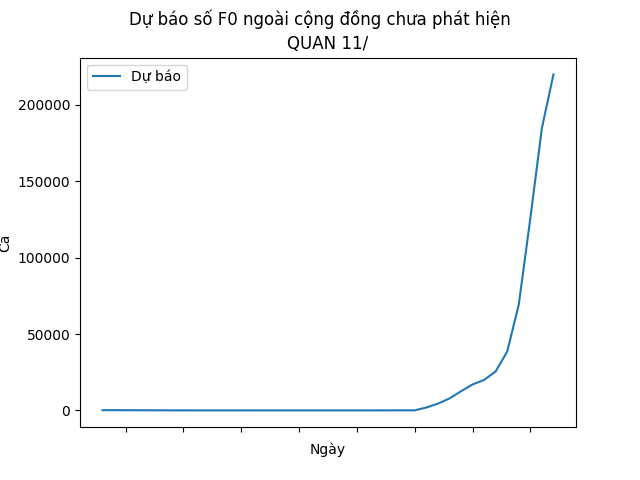 Dự báo số F0 ngoài cộng đồng chưa phát hiện
QUAN 11/
Dự báo
200000
150000
100000
50000
0
Ca
Ngày